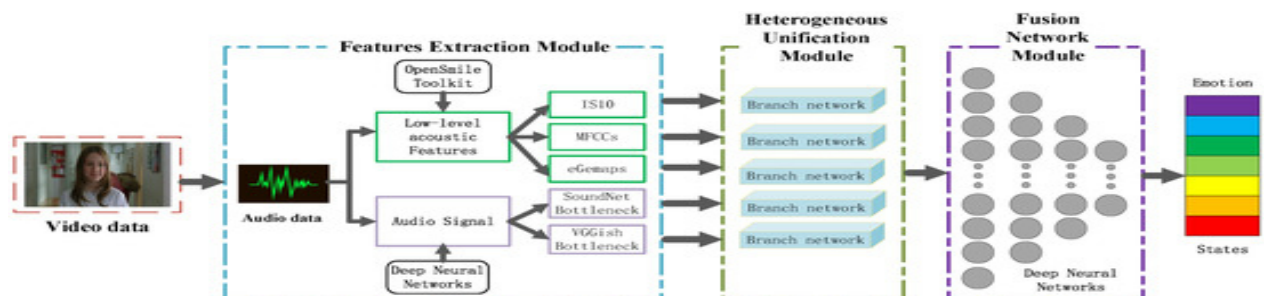 Features Extraction Module
Heterogeneous
Unification
Module
Fusion
Network
Module
OpenSmile
Toolkit
Low-level
acoustic
Features
IS10
MFCCs
eGemaps
Audio data
Audio Signal
SoundNet
Bottleneck
VGGish
Bottleneck
Deep Neural
Networks
Video data
Branch network
Branch network
Branch network
Branch network
Branch network
Deep Neural
Networks
Emotion
States